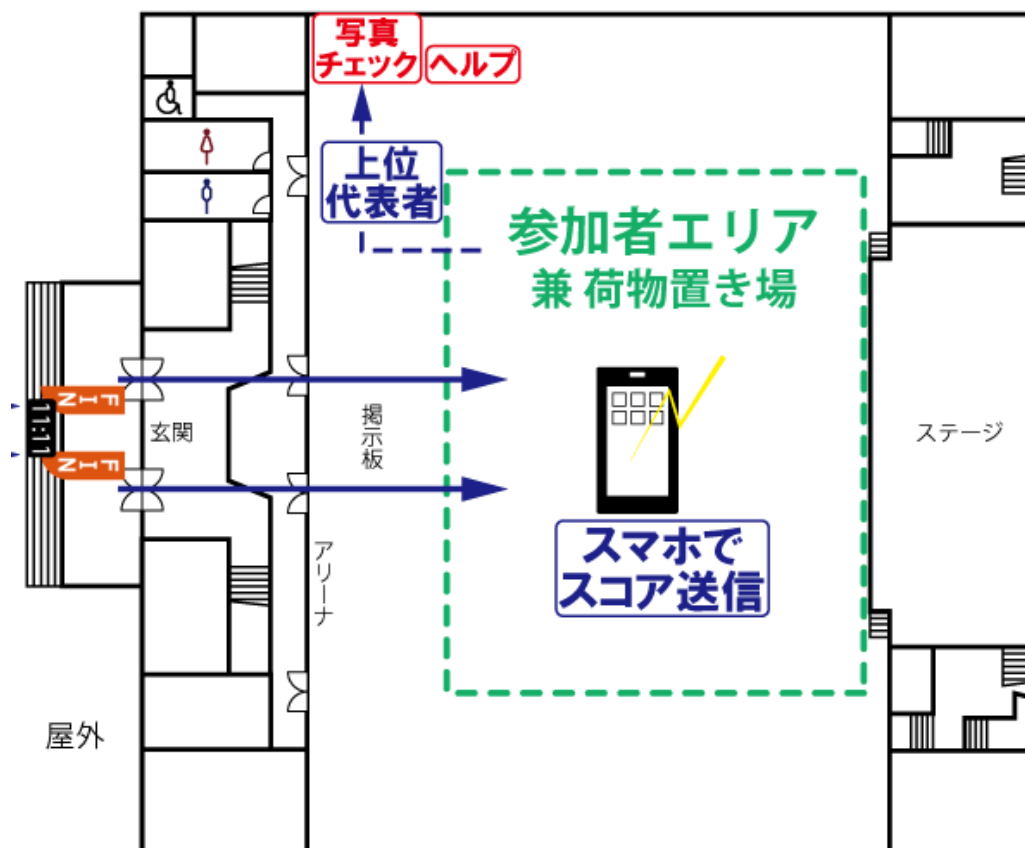 写真
チェック
ヘルプ
上位
代表者
参加者エリア
兼 荷物置き場
FIN
11:11
FIN
玄関
掲示板
ステージ
スマホで
スコア送信
アリーナ
屋外